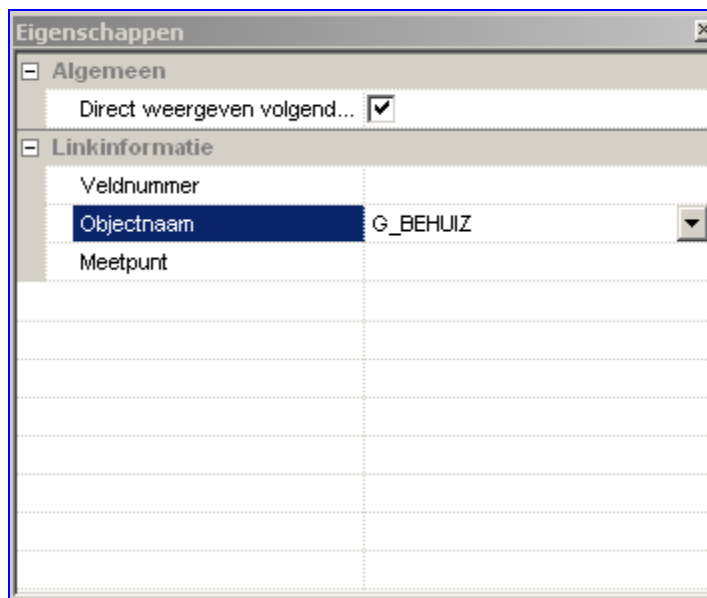 Eigenschappen
Algemeen
Direct weergeven volgend...
Linkinformatie
Veldnummer
Objectnaam G_BEHUIZ
Meetpunt